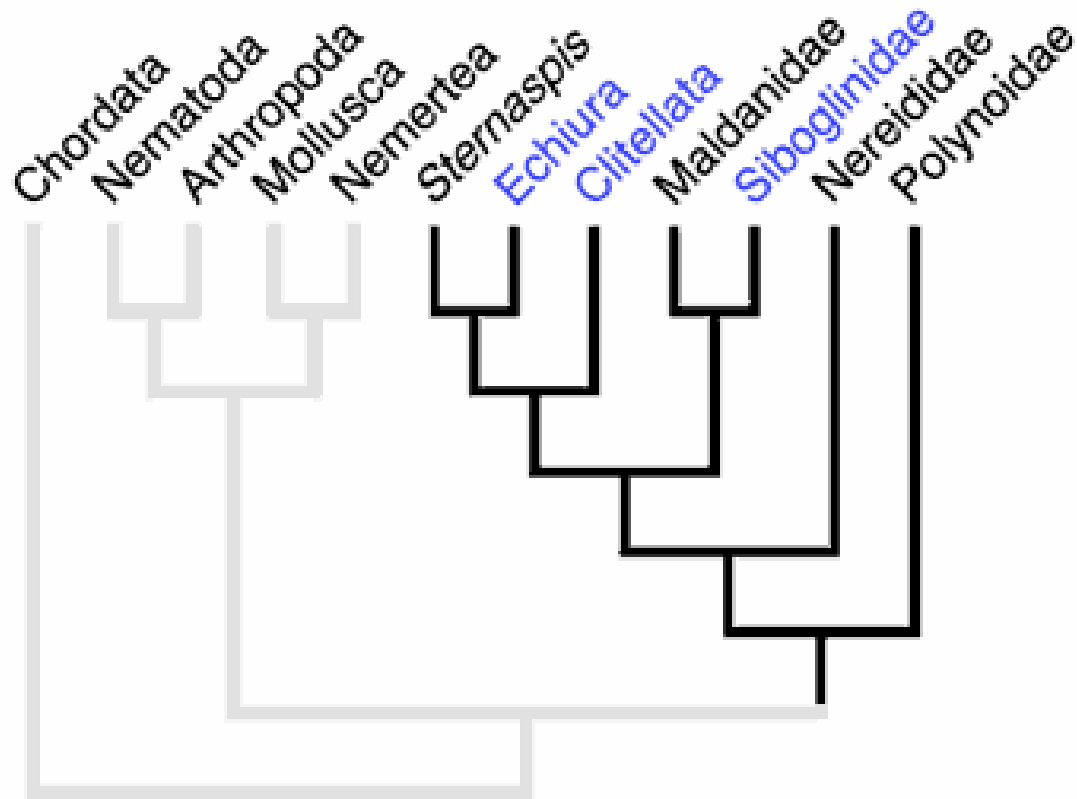 Chordata
Nematoda
Arthropoda
Mollusca
Nemertea
Sternaspis
Echiura
Clitellata
Maldanidae
Siboglinidae
Nereididae
Polynoidae